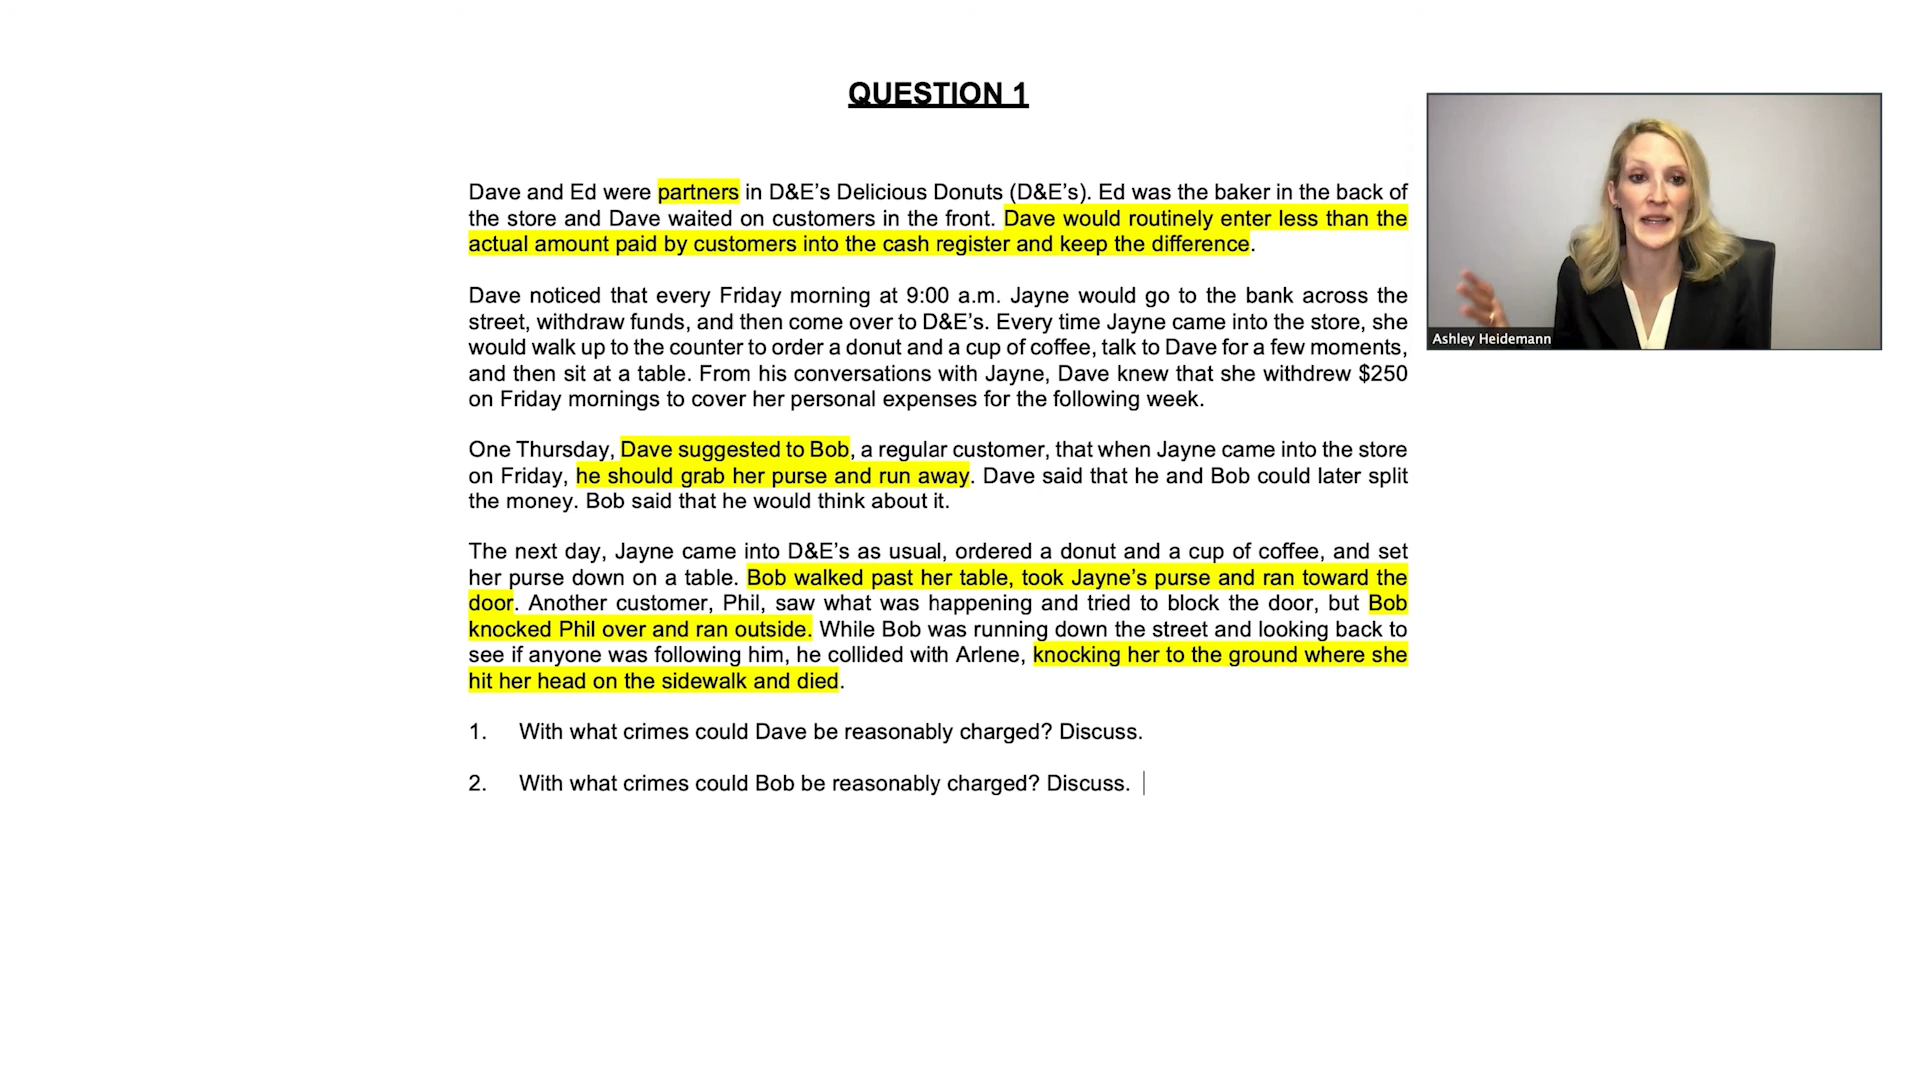 QUESTION 1
Dave and Ed were partners in D&E’s Delicious Donuts (D&E’s). Ed was the baker in the back of
the store and Dave waited on customers in the front. Dave would routinely enter less than the
actual amount paid by customers into the cash register and keep the difference.
Dave noticed that every Friday morning at 9:00 a.m. Jayne would go to the bank across the
street, withdraw funds, and then come over to D&E’s. Every time Jayne came into the store, she
would walk up to the counter to order a donut and a cup of coffee, talk to Dave for a few moments,
and then sit at a table. From his conversations with Jayne, Dave knew that she withdrew $250
on Friday mornings to cover her personal expenses for the following week.
One Thursday, Dave suggested to Bob, a regular customer, that when Jayne came into the store
on Friday, he should grab her purse and run away. Dave said that he and Bob could later split
the money. Bob said that he would think about it.
The next day, Jayne came into D&E’s as usual, ordered a donut and a cup of coffee, and set
her purse down on a table. Bob walked past her table, took Jayne’s purse and ran toward the
door. Another customer, Phil, saw what was happening and tried to block the door, but Bob
knocked Phil over and ran outside. While Bob was running down the street and looking back to
see if anyone was following him, he collided with Arlene, knocking her to the ground where she
hit her head on the sidewalk and died.
1. With what crimes could Dave be reasonably charged? Discuss.
2. With what crimes could Bob be reasonably charged? Discuss.
Ashley Heidemann